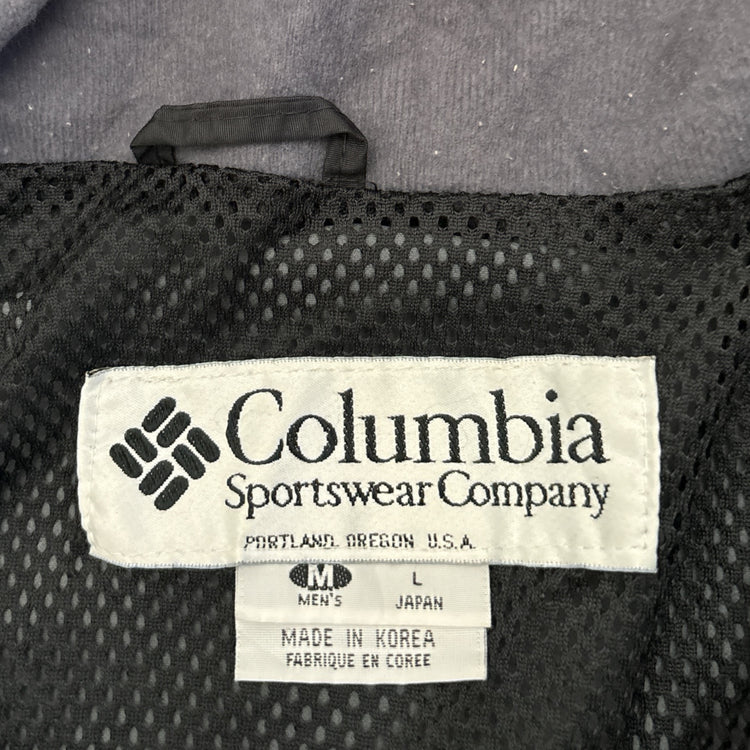 Columbia
Sportswear Company
PORTLAND. OREGON U.S.A.
M L
MEN'S JAPAN
MADE IN KOREA
FABRIQUE EN COREE